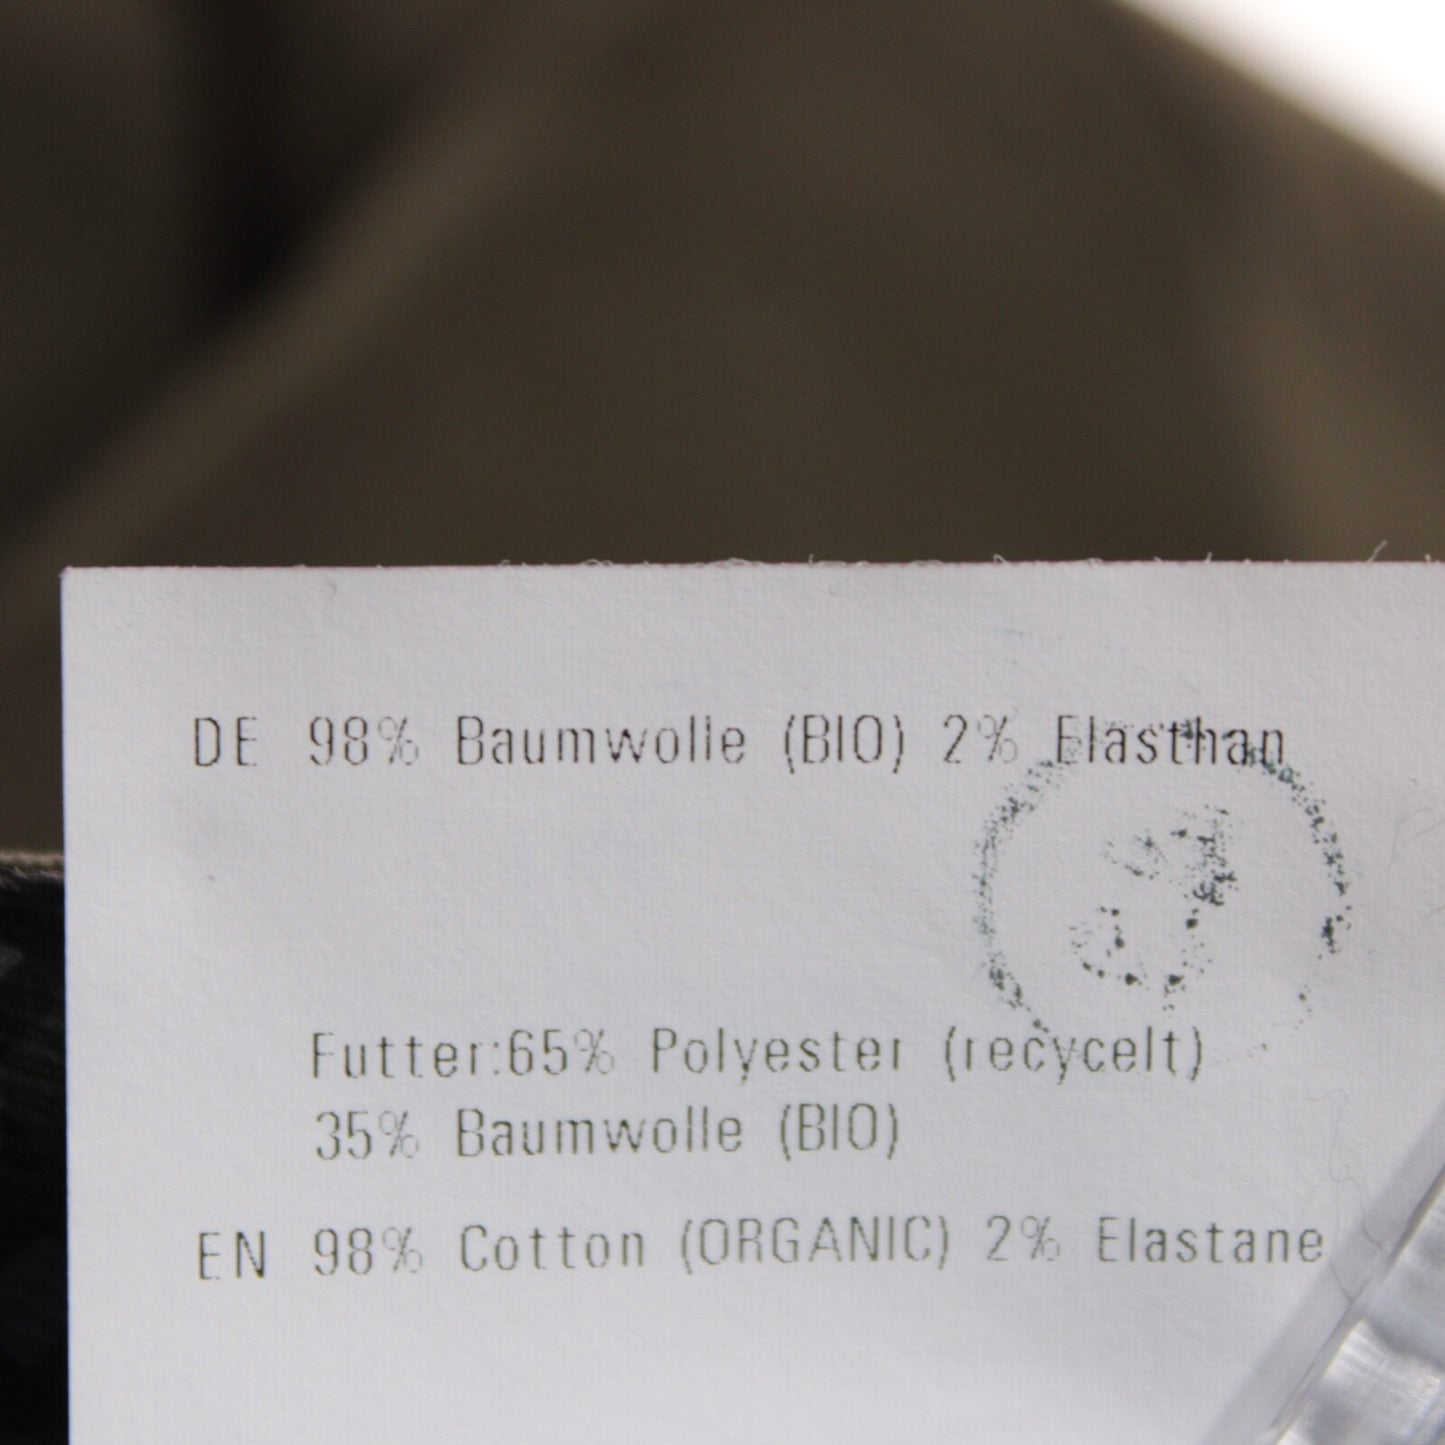 DE 98% Baumwolle (BIO) 2% Elasthan
Futter:65% Polyester (recycelt)
35% Baumwolle (BIO)
EN 98% Cotton (ORGANIC) 2% Elastane